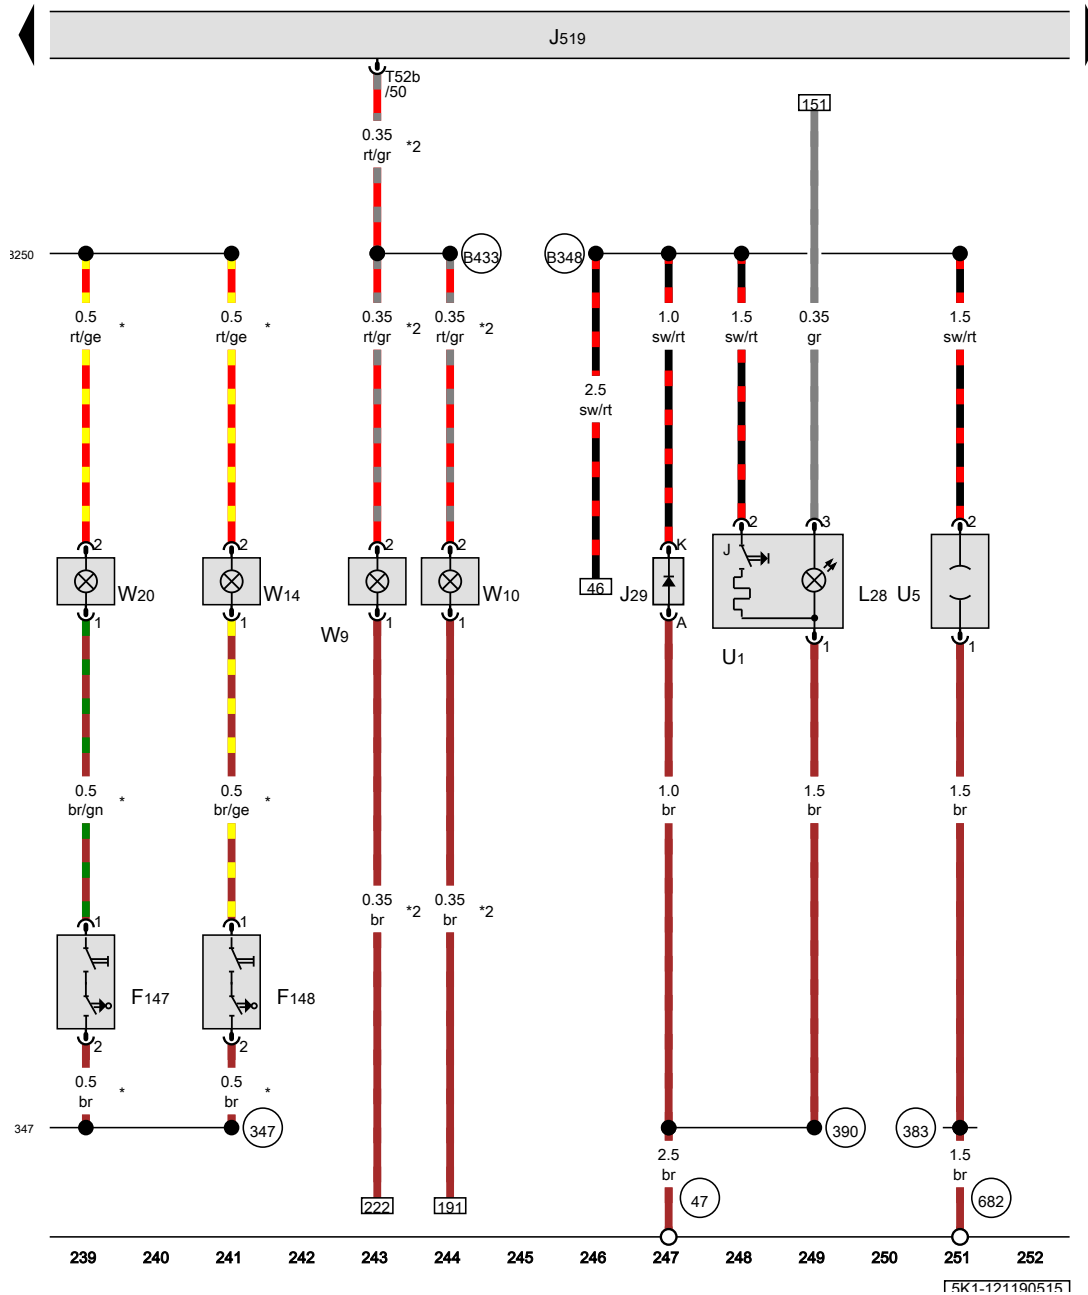 J519
T52b
/50
151
0.35
rt/gr *2
B250
B433
B348
0.5
rt/ge *
0.5
rt/ge *
0.35
rt/gr *2
0.35
rt/gr *2
1.0
sw/rt
1.5
sw/rt
0.35
gr
1.5
sw/rt
2.5
sw/rt
2 2 2 2 K 2 3 2
J
W20 W14 W10 46 J29 L28 U5
1 1 1 1 A 1 1
W9
U1
0.5
br/gn *
0.5
br/ge *
1.0
br
1.5
br
1.5
br
0.35
br *2
0.35
br *2
1 1
F147 F148
2 2
0.5
br *
0.5
br *
347 347 390 383
2.5
br
1.5
br
222 191 47 682
239 240 241 242 243 244 245 246 247 248 249 250 251 252
5K1-121190515